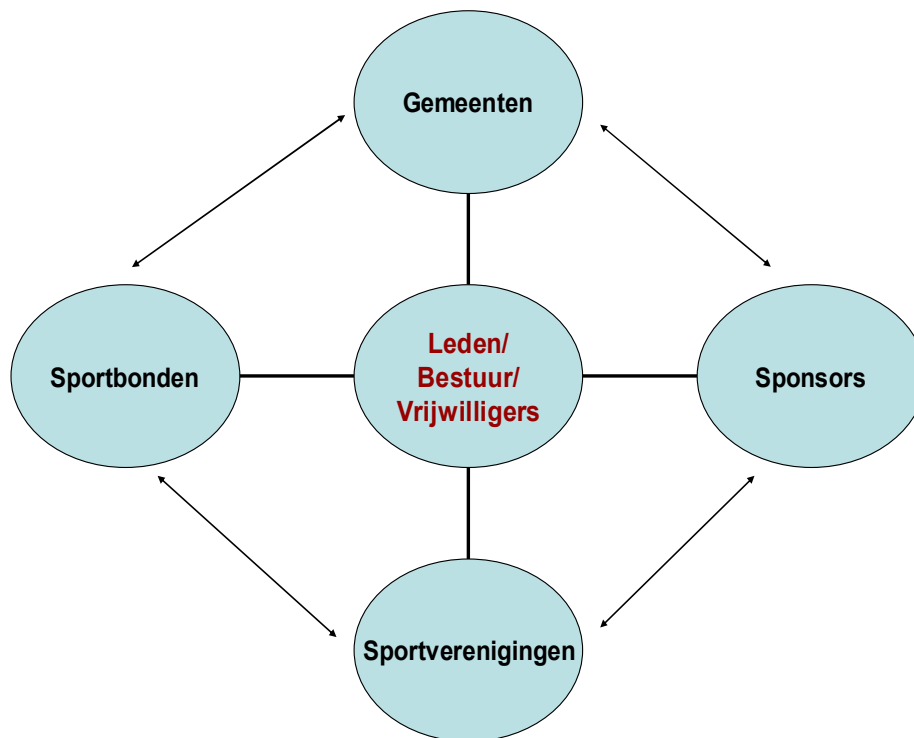 Gemeenten
Sportbonden
Leden/
Bestuur/
Vrijwilligers
Sponsors
Sportverenigingen